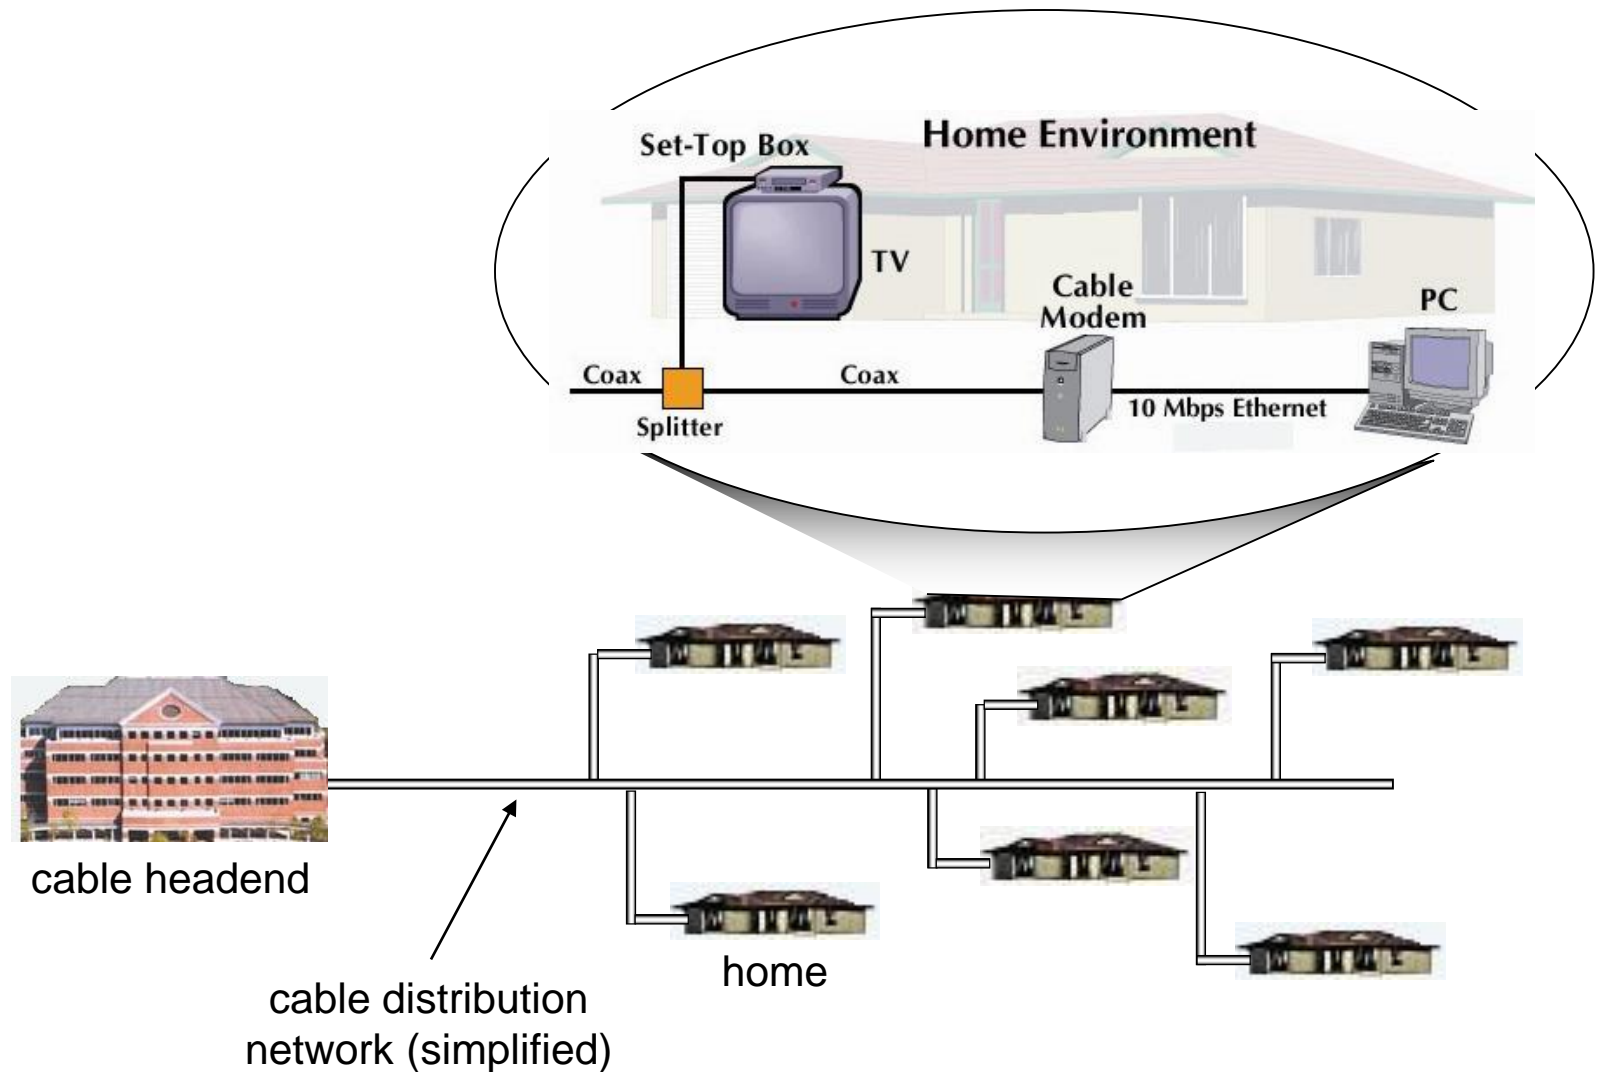 Home Environment
Set-Top Box
TV
Cable
Modem
PC
Coax
Coax
10 Mbps Ethernet
Splitter
cable headend
home
cable distribution
network (simplified)